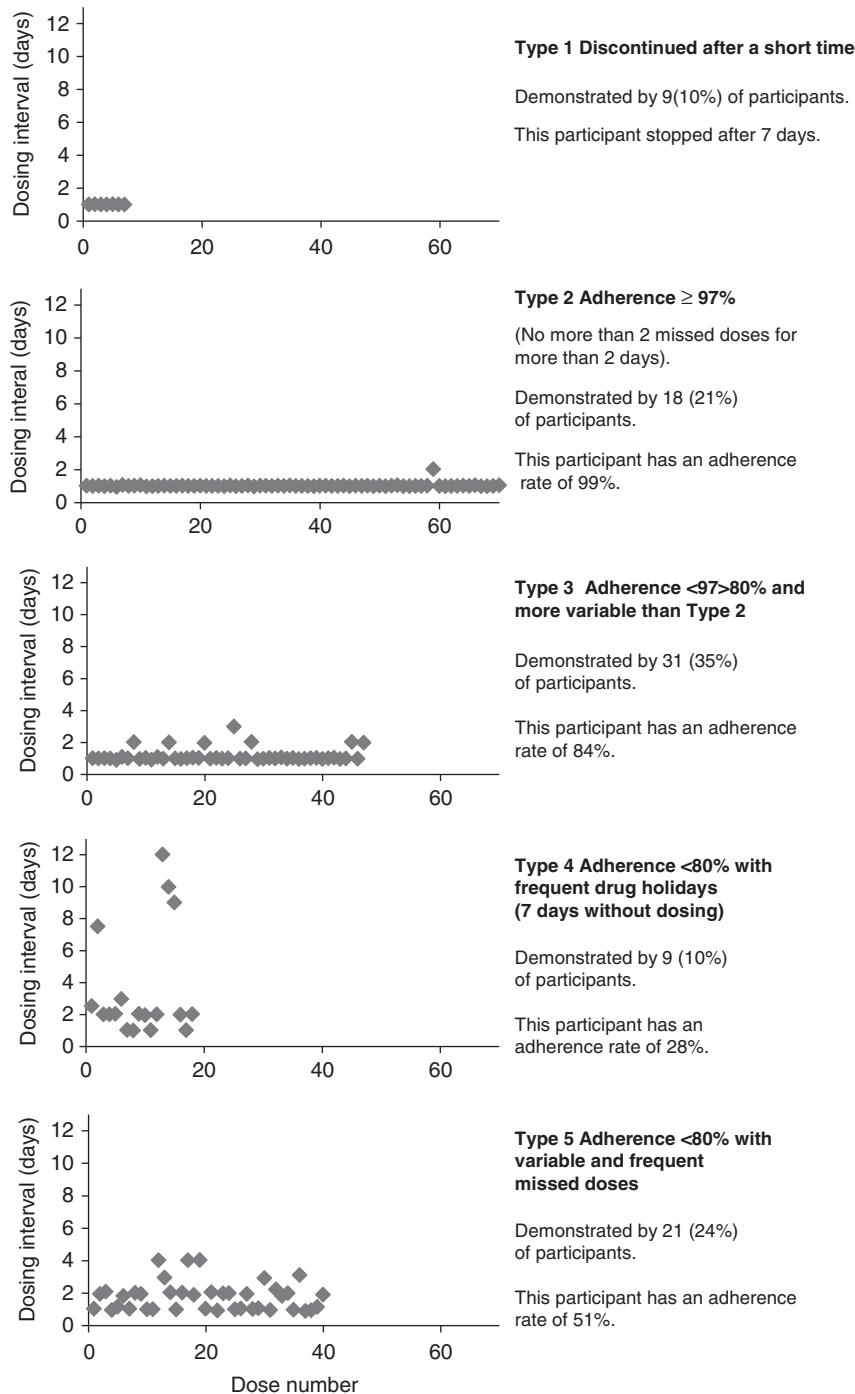 Dosing interval (days)
12
10
8
6
4
2
0
0 20 40 60
Type 1 Discontinued after a short time
Demonstrated by 9(10%) of participants.
This participant stopped after 7 days.
Dosing interal (days)
12
10
8
6
4
2
0
0 20 40 60
Type 2 Adherence ≥ 97%
(No more than 2 missed doses for
more than 2 days).
Demonstrated by 18 (21%)
of participants.
This participant has an adherence
rate of 99%.
Dosing interval (days)
12
10
8
6
4
2
0
0 20 40 60
Type 3 Adherence <97>80% and
more variable than Type 2
Demonstrated by 31 (35%)
of participants.
This participant has an adherence
rate of 84%.
Dosing interval (days)
12
10
8
6
4
2
0
0 20 40 60
Type 4 Adherence <80% with
frequent drug holidays
(7 days without dosing)
Demonstrated by 9 (10%)
of participants.
This participant has an
adherence rate of 28%.
Dosing interval (days)
12
10
8
6
4
2
0
0 20 40 60
Dose number
Type 5 Adherence <80% with
variable and frequent
missed doses
Demonstrated by 21 (24%)
of participants.
This participant has an adherence
rate of 51%.